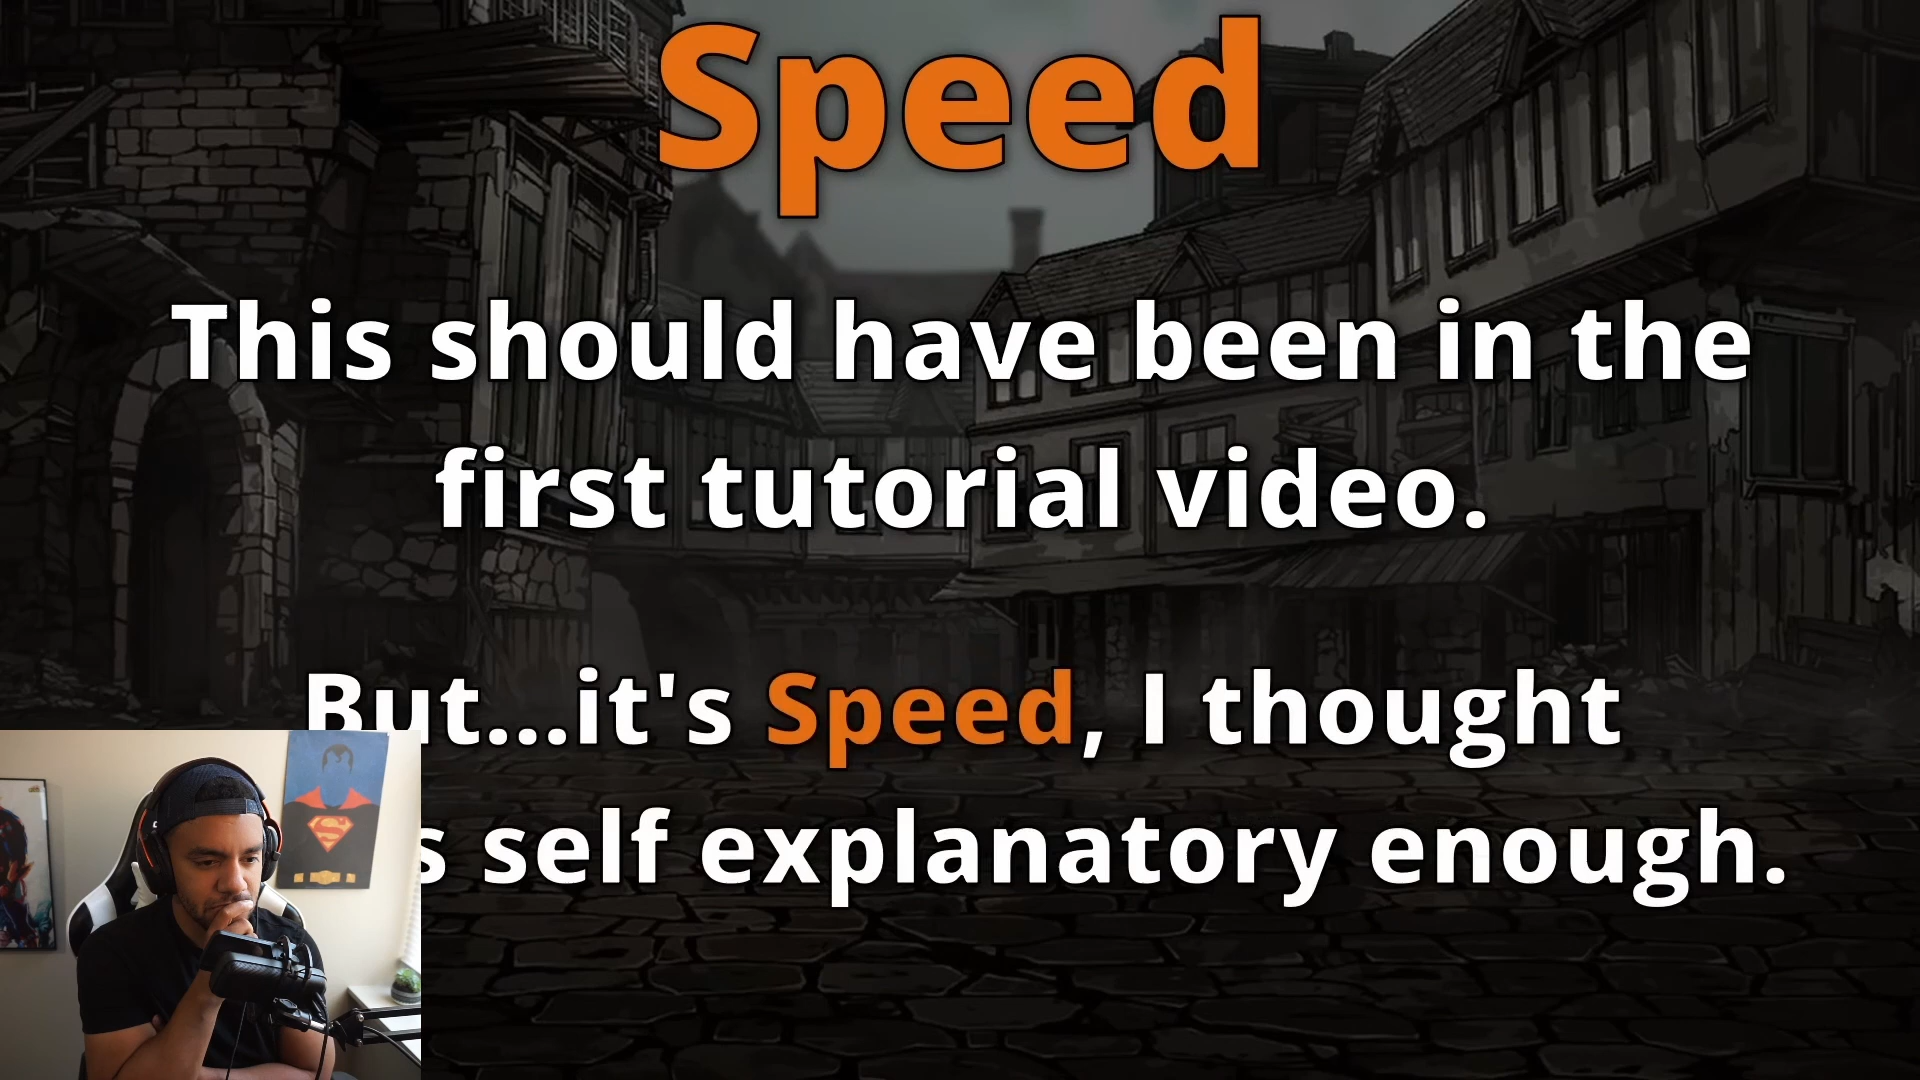 Speed
This should have been in the
first tutorial video.
But...it's Speed, I thought
self explanatory enough.